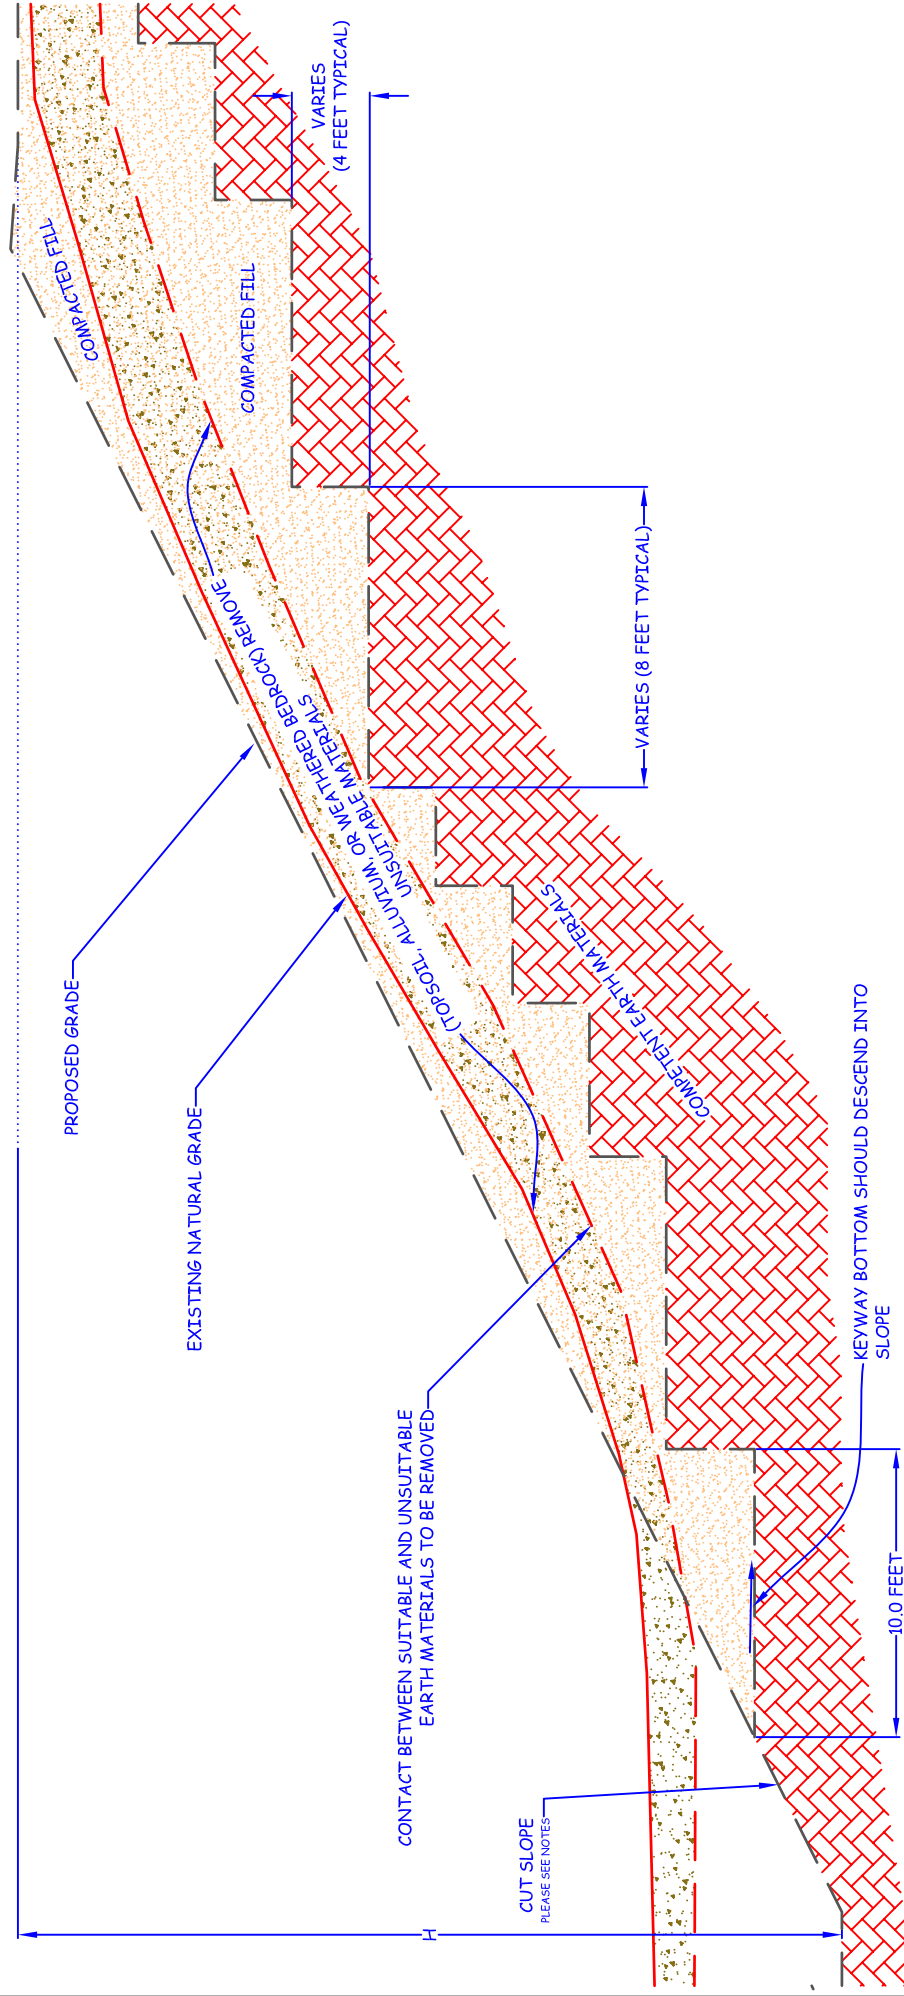 PROPOSED GRADE
EXISTING NATURAL GRADE
CONTACT BETWEEN SUITABLE AND UNSUITABLE
EARTH MATERIALS TO BE REMOVED
CUT SLOPE
PLEASE SEE NOTES
H
COMPACTED FILL
COMPACTED FILL
(TOPSOIL, ALLUVIUM, OR WEATHERED BEDROCK) REMOVE
UNSUITABLE MATERIALS
COMPETENT EARTH MATERIALS
VARIES
(4 FEET TYPICAL)
VARIES (8 FEET TYPICAL)
KEYWAY BOTTOM SHOULD DESCEND INTO
SLOPE
10.0 FEET